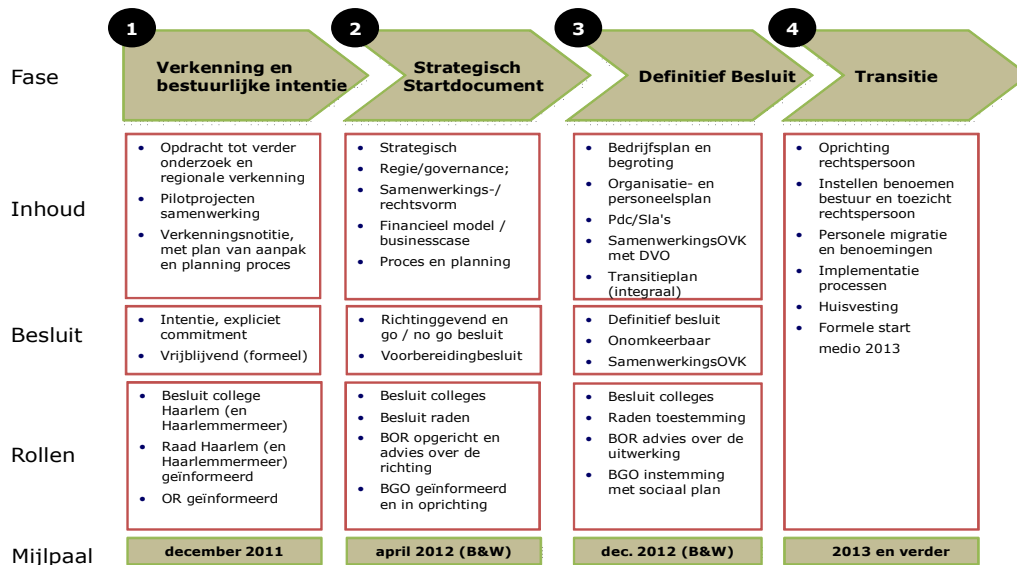 1
2
3
4
Fase
Verkenning en
bestuurlijke intentie
Strategisch
Startdocument
Definitief Besluit
Transitie
Inhoud
• Opdracht tot verder
onderzoek en
regionale verkenning
• Pilotprojecten
samenwerking
• Verkenningsnotitie,
met plan van aanpak
en planning proces
• Strategisch
• Regie/governance;
• Samenwerkings-/
rechtsvorm
• Financieel model /
businesscase
• Proces en planning
• Bedrijfsplan en
begroting
• Organisatie- en
personeelsplan
• Pdc/Sla's
• SamenwerkingsOVK
met DVO
• Transitieplan
(integraal)
• Oprichting
rechtspersoon
• Instellen benoemen
bestuur en toezicht
rechtspersoon
• Personele migratie
en benoemingen
• Implementatie
processen
• Huisvesting
• Formele start
medio 2013
Besluit
• Intentie, expliciet
commitment
• Vrijblijvend (formeel)
• Richtinggevend en
go / no go besluit
• Voorbereidingbesluit
• Definitief besluit
• Onomkeerbaar
• SamenwerkingsOVK
Rollen
• Besluit college
Haarlem (en
Haarlemmermeer)
• Raad Haarlem (en
Haarlemmermeer)
geïnformeerd
• OR geïnformeerd
• Besluit colleges
• Besluit raden
• BOR opgericht en
advies over de
richting
• BGO geïnformeerd
en in oprichting
• Besluit colleges
• Raden toestemming
• BOR advies over de
uitwerking
• BGO instemming
met sociaal plan
Mijlpaal
december 2011
april 2012 (B&W)
dec. 2012 (B&W)
2013 en verder